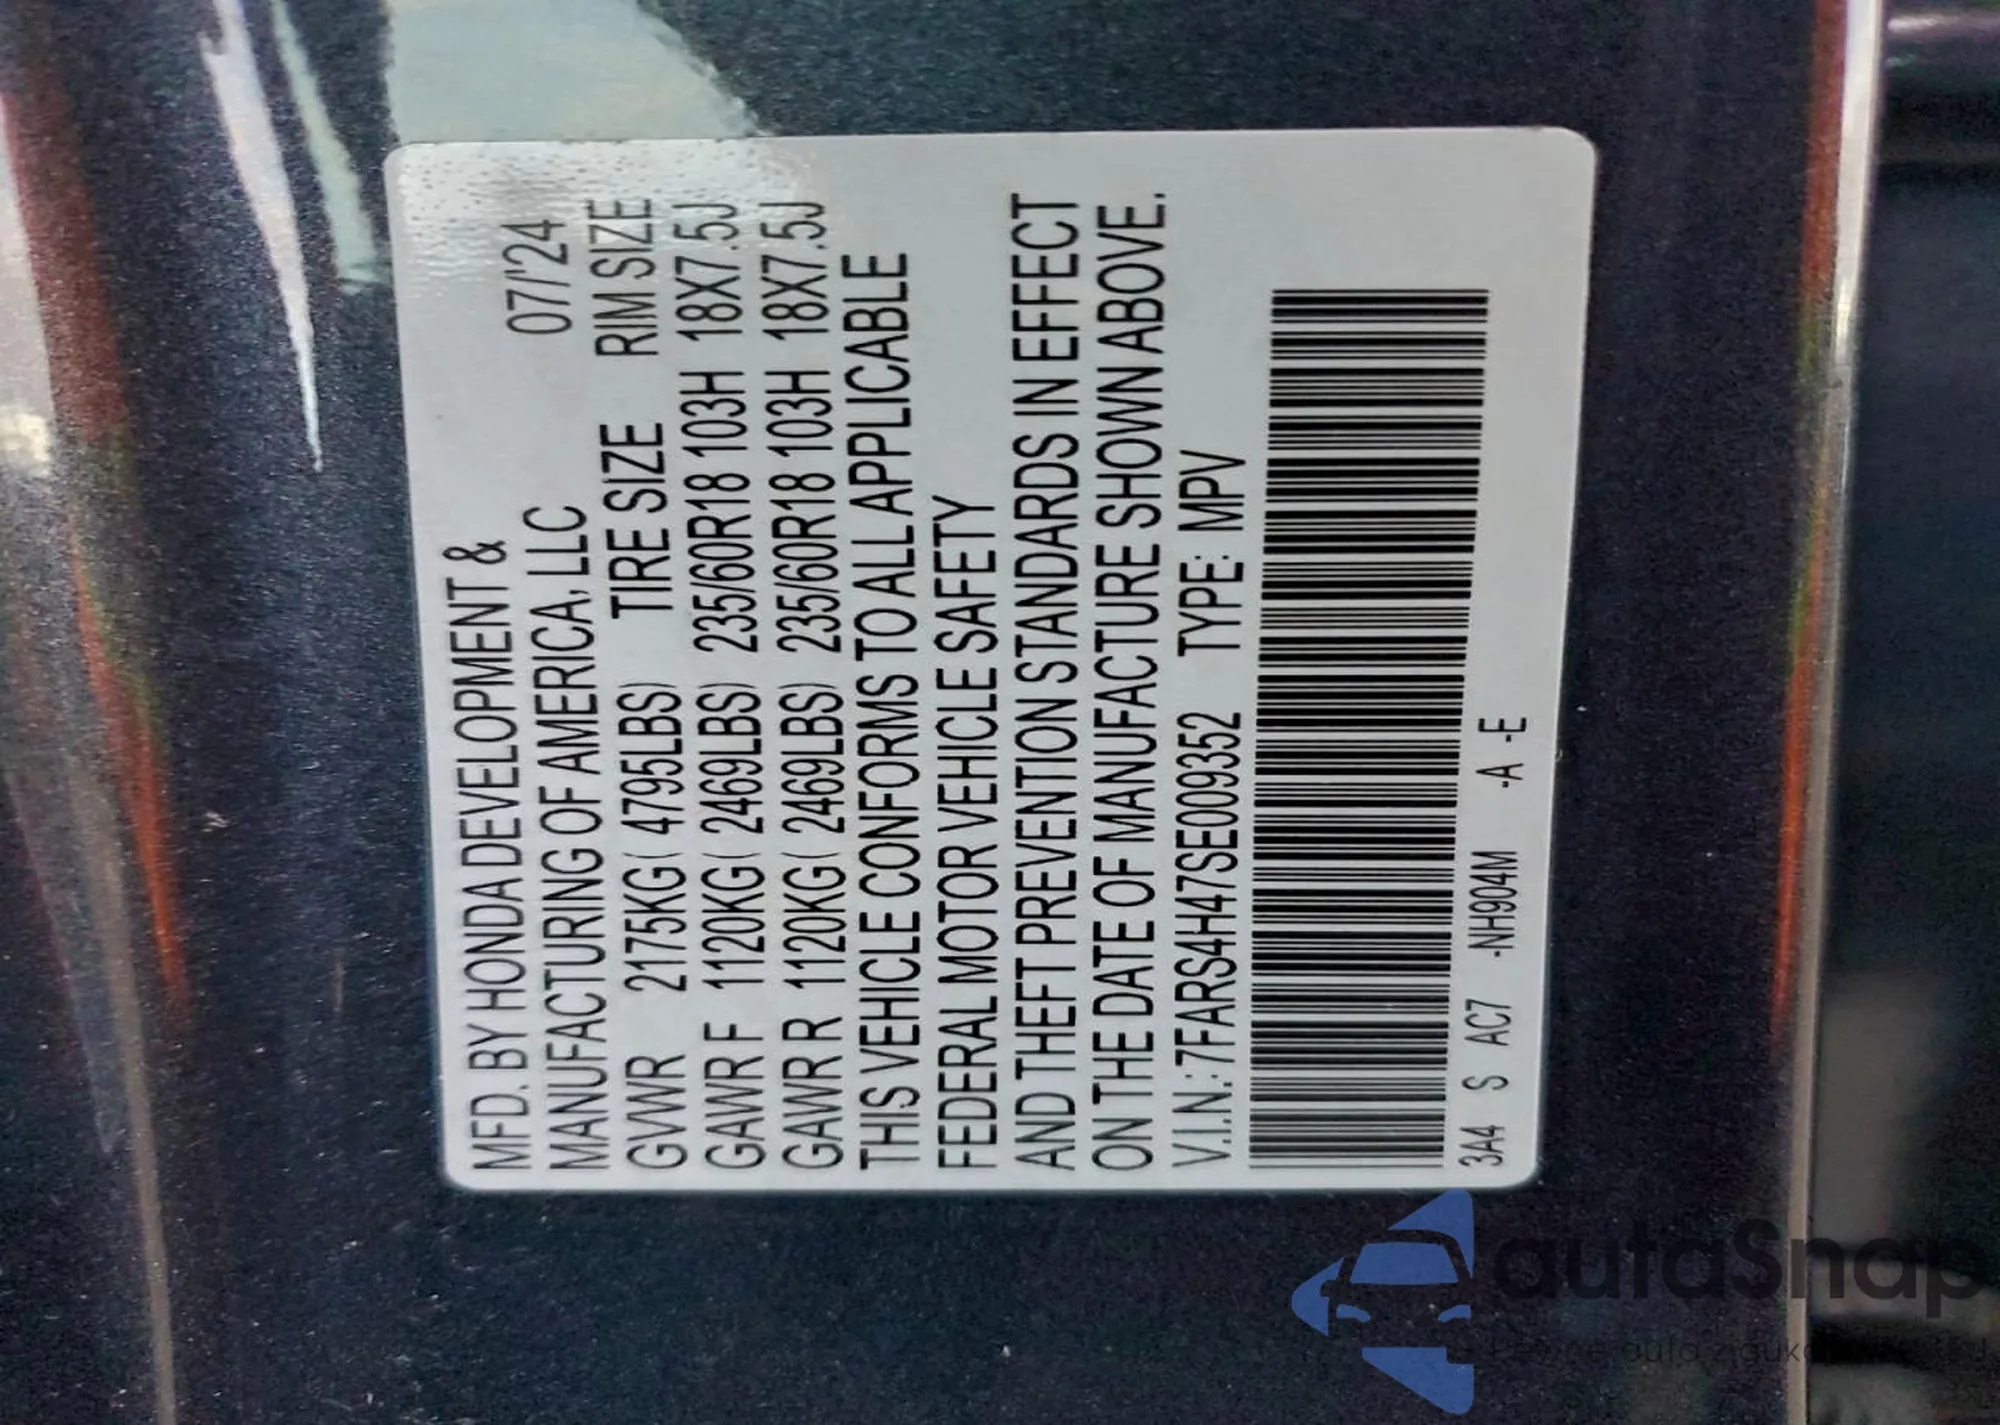 MFD. BY HONDA DEVELOPMENT &
MANUFACTURING OF AMERICA, LLC 07/'24
GVWR 2175KG( 4795LBS) TIRE SIZE RIM SIZE
GAWR F 1120KG( 2469LBS) 235/60R18 103H 18X7.5J
GAWR R 1120KG( 2469LBS) 235/60R18 103H 18X7.5J
THIS VEHICLE CONFORMS TO ALL APPLICABLE
FEDERAL MOTOR VEHICLE SAFETY
AND THEFT PREVENTION STANDARDS IN EFFECT
ON THE DATE OF MANUFACTURE SHOWN ABOVE.
V.I.N.: 7FARS4H47SE009352 TYPE: MPV
3A4 S AC7 -NH904M -A -E
autaSnap